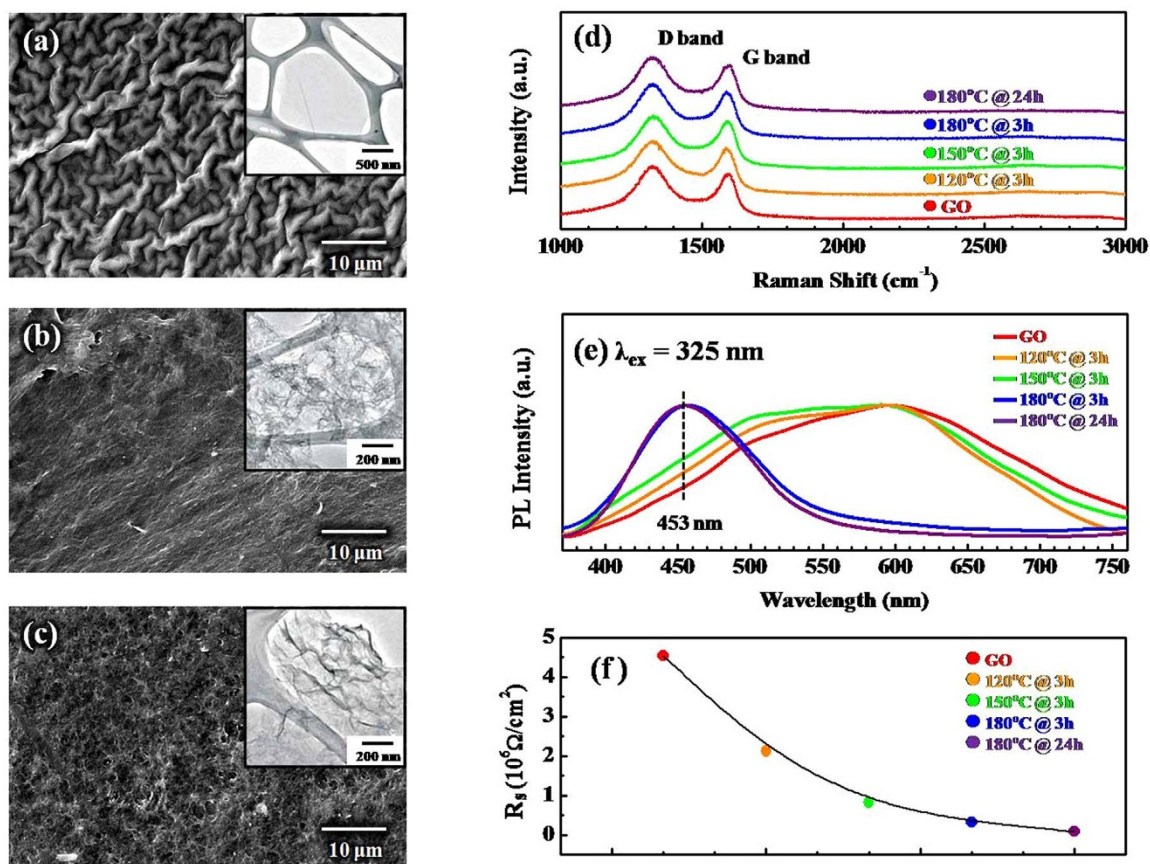 (a)
500 nm
10 µm
(b)
200 nm
10 µm
(c)
200 nm
10 µm
(d)
D band
G band
180°C @ 24h
180°C @ 3h
150°C @ 3h
120°C @ 3h
GO
Intensity (a.u.)
1000 1500 2000 2500 3000
Raman Shift (cm⁻¹)
(e) λex = 325 nm
GO
120°C @ 3h
150°C @ 3h
180°C @ 3h
180°C @ 24h
453 nm
PL Intensity (a.u.)
400 450 500 550 600 650 700 750
Wavelength (nm)
(f)
GO
120°C @ 3h
150°C @ 3h
180°C @ 3h
180°C @ 24h
5
4
3
2
1
0
Rs (10⁶Ω/cm²)